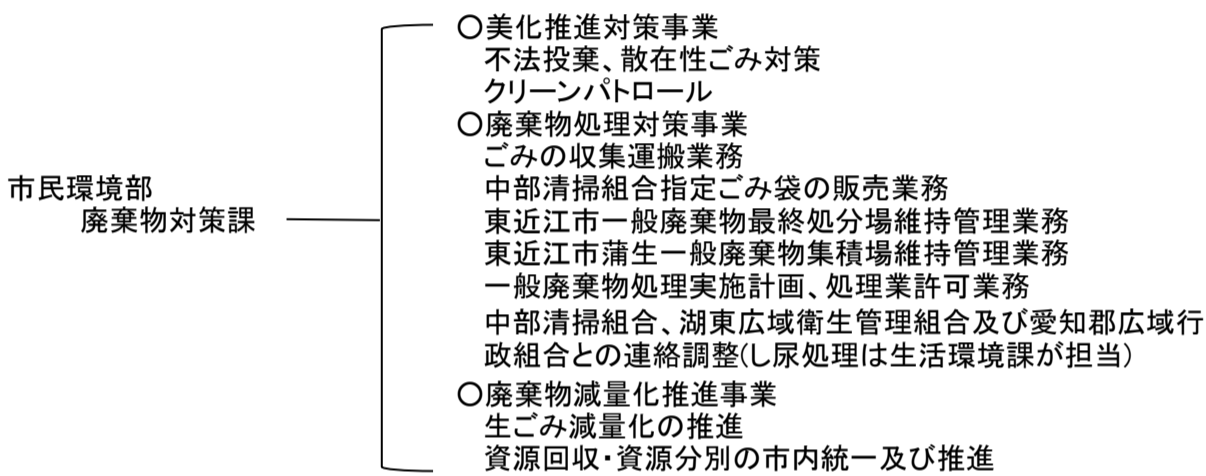 市民環境部
廃棄物対策課
〇美化推進対策事業
不法投棄、散在性ごみ対策
クリーンパトロール
〇廃棄物処理対策事業
ごみの収集運搬業務
中部清掃組合指定ごみ袋の販売業務
東近江市一般廃棄物最終処分場維持管理業務
東近江市蒲生一般廃棄物集積場維持管理業務
一般廃棄物処理実施計画、処理業許可業務
中部清掃組合、湖東広域衛生管理組合及び愛知郡広域行
政組合との連絡調整(し尿処理は生活環境課が担当)
〇廃棄物減量化推進事業
生ごみ減量化の推進
資源回収・資源分別の市内統一及び推進